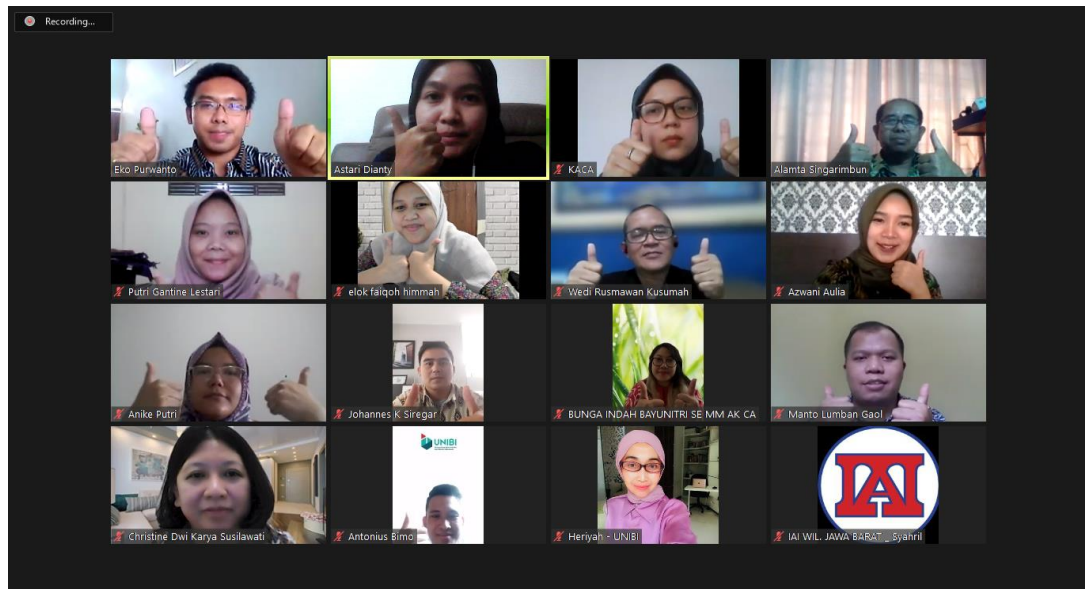 Recording...
Eko Purwanto
Astari Dianty
KACA
Alamta Singarimbun
Putri Gantine Lestari
elok faiqoh himmah
Wedi Rusmawan Kusumah
Azwani Aulia
Anike Putri
Johannes K Siregar
BUNGA INDAH BAYUNITRI SE MM AK CA
Manto Lumban Gaol
UNIBI
Christine Dwi Karya Susilawati
Antonius Bimo
Heriyah - UNIBI
IAI
IAI WIL. JAWA BARAT _ Syahril